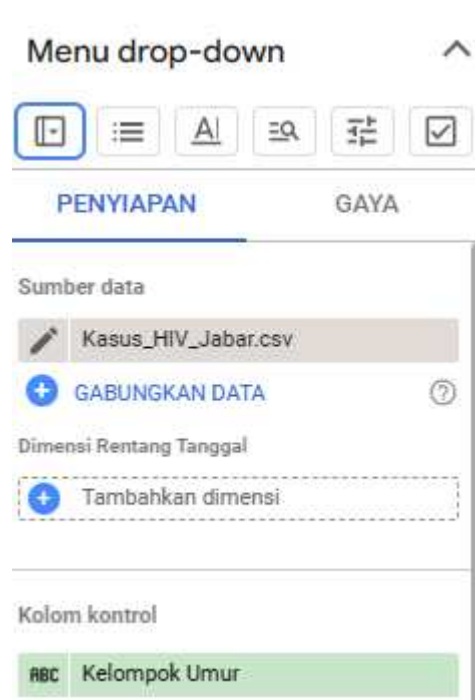 Menu drop-down
A
PENYIAPAN GAYA
Sumber data
Kasus_HIV_Jabar.csv
GABUNGKAN DATA ?
Dimensi Rentang Tanggal
Tambahkan dimensi
Kolom kontrol
ABC Kelompok Umur